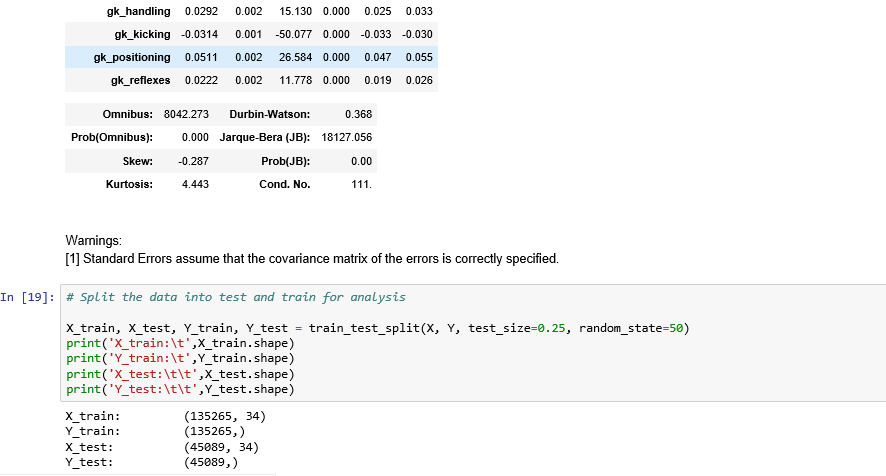 gk_handling 0.0292 0.002 15.130 0.000 0.025 0.033
gk_kicking -0.0314 0.001 -50.077 0.000 -0.033 -0.030
gk_positioning 0.0511 0.002 26.584 0.000 0.047 0.055
gk_reflexes 0.0222 0.002 11.778 0.000 0.019 0.026
Omnibus: 8042.273 Durbin-Watson: 0.368
Prob(Omnibus): 0.000 Jarque-Bera (JB): 18127.056
Skew: -0.287 Prob(JB): 0.00
Kurtosis: 4.443 Cond. No. 111.
Warnings:
[1] Standard Errors assume that the covariance matrix of the errors is correctly specified.
In [19]: # Split the data into test and train for analysis
X_train, X_test, Y_train, Y_test = train_test_split(X, Y, test_size=0.25, random_state=50)
print('X_train:\t',X_train.shape)
print('Y_train:\t',Y_train.shape)
print('X_test:\t\t',X_test.shape)
print('Y_test:\t\t',Y_test.shape)
X_train: (135265, 34)
Y_train: (135265,)
X_test: (45089, 34)
Y_test: (45089,)